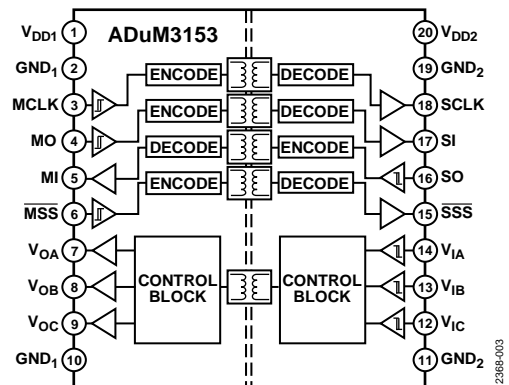 V_DD1 1 ADuM3153 20 V_DD2
GND_1 2 19 GND_2
MCLK 3 ENCODE DECODE 18 SCLK
MO 4 ENCODE DECODE 17 SI
MI 5 DECODE ENCODE 16 SO
MSS 6 ENCODE DECODE 15 SSS
V_OA 7 14 V_IA
V_OB 8 CONTROL BLOCK CONTROL BLOCK 13 V_IB
V_OC 9 12 V_IC
GND_1 10 11 GND_2
2368-003